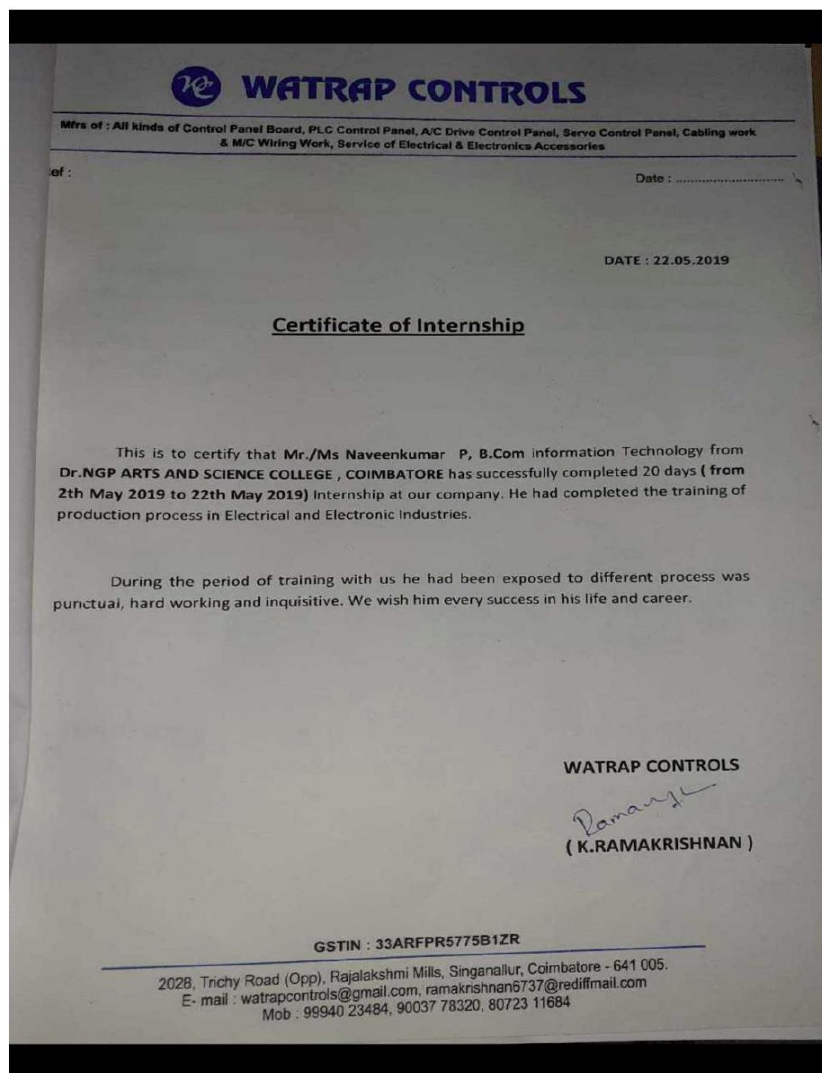 WC WATRAP CONTROLS
Mfrs of : All kinds of Control Panel Board, PLC Control Panel, A/C Drive Control Panel, Servo Control Panel, Cabling work
& M/C Wiring Work, Service of Electrical & Electronics Accessories
ef :
Date : ............................
DATE : 22.05.2019
Certificate of Internship
This is to certify that Mr./Ms Naveenkumar P, B.Com information Technology from
Dr.NGP ARTS AND SCIENCE COLLEGE , COIMBATORE has successfully completed 20 days ( from
2th May 2019 to 22th May 2019) Internship at our company. He had completed the training of
production process in Electrical and Electronic Industries.
During the period of training with us he had been exposed to different process was
punctual, hard working and inquisitive. We wish him every success in his life and career.
WATRAP CONTROLS
( K.RAMAKRISHNAN )
GSTIN : 33ARFPR5775B1ZR
2028, Trichy Road (Opp), Rajalakshmi Mills, Singanallur, Coimbatore - 641 005.
E- mail : watrapcontrols@gmail.com, ramakrishnan6737@rediffmail.com
Mob : 99940 23484, 90037 78320, 80723 11684